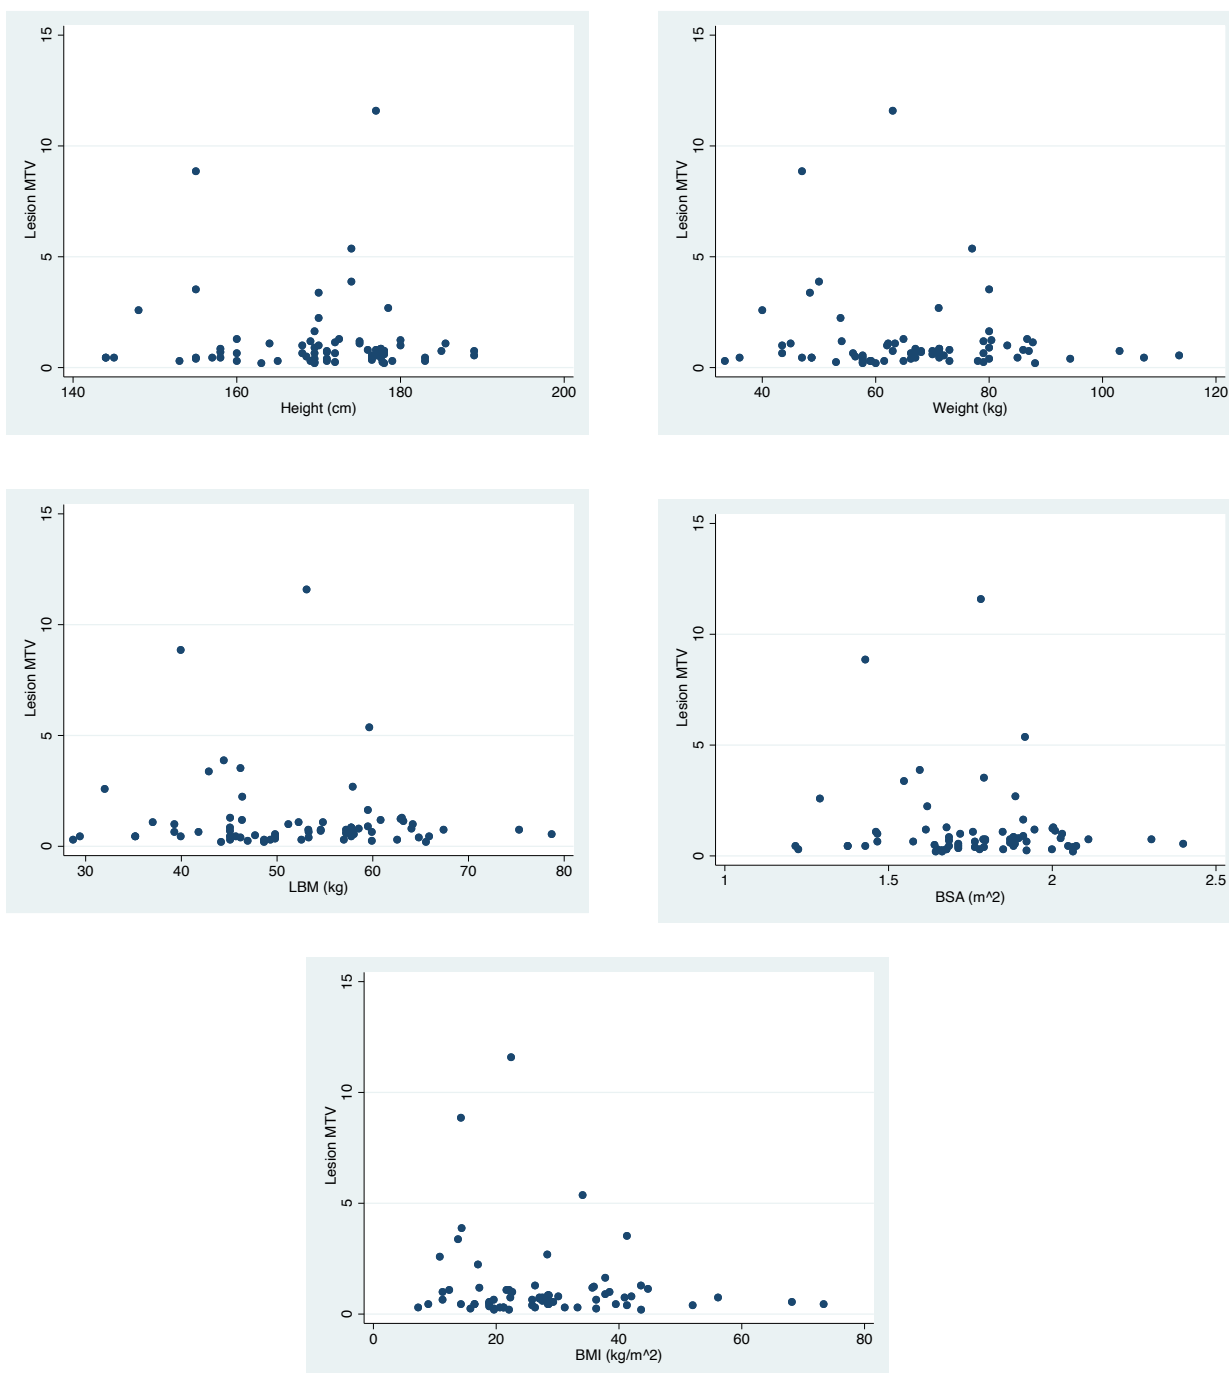 15
10
5
0
Lesion MTV
140 160 180 200
Height (cm)
15
10
5
0
Lesion MTV
40 60 80 100 120
Weight (kg)
15
10
5
0
Lesion MTV
30 40 50 60 70 80
LBM (kg)
15
10
5
0
Lesion MTV
1 1.5 2 2.5
BSA (m^2)
15
10
5
0
Lesion MTV
0 20 40 60 80
BMI (kg/m^2)